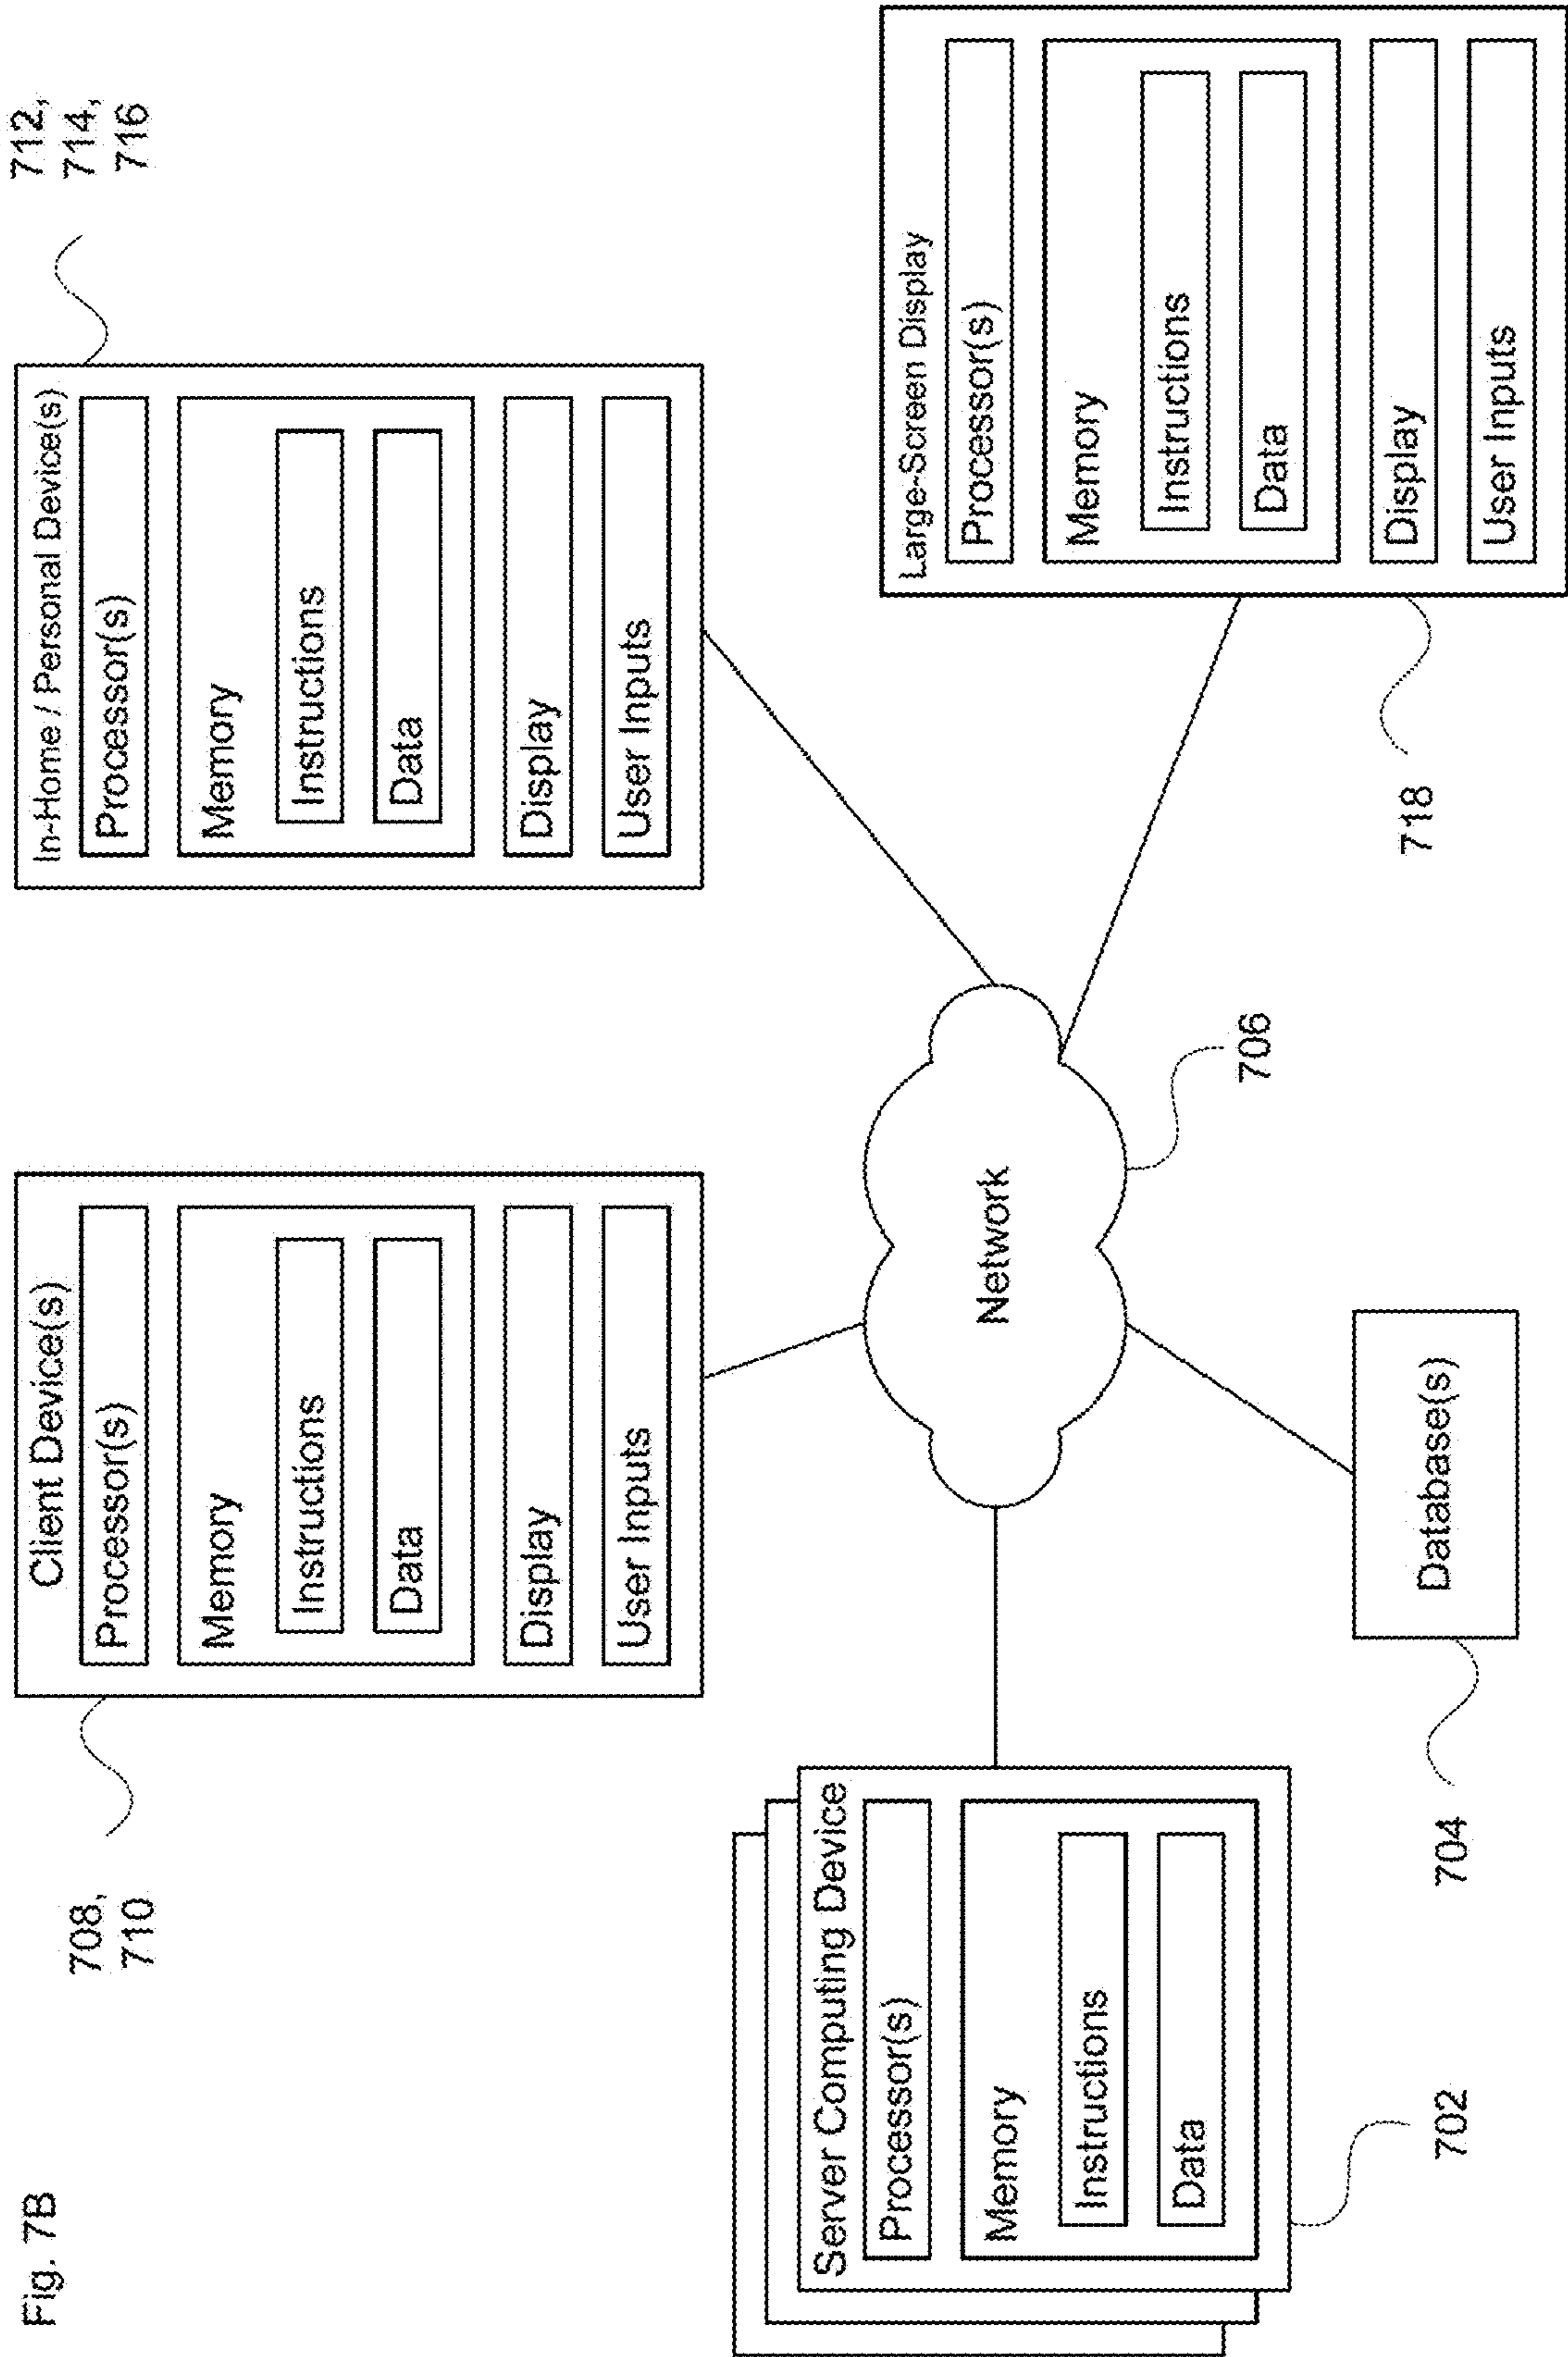 Fig. 7B
708,
710
Client Device(s)
Processor(s)
Memory
Instructions
Data
Display
User Inputs
712,
714,
716
In-Home / Personal Device(s)
Processor(s)
Memory
Instructions
Data
Display
User Inputs
Server Computing Device
Processor(s)
Memory
Instructions
Data
702
Network
706
Database(s)
704
Large-Screen Display
Processor(s)
Memory
Instructions
Data
Display
User Inputs
718